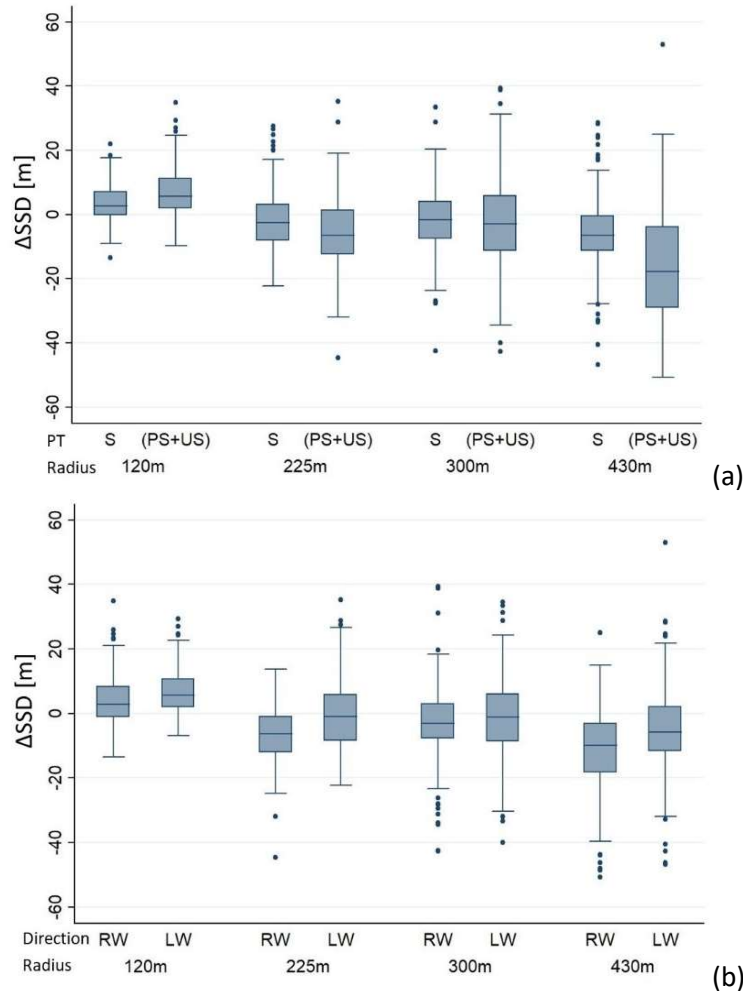 60
40
20
0
-20
-40
-60
ΔSSD [m]
PT S (PS+US) S (PS+US) S (PS+US) S (PS+US)
Radius 120m 225m 300m 430m
(a)
60
40
20
0
-20
-40
-60
ΔSSD [m]
Direction RW LW RW LW RW LW RW LW
Radius 120m 225m 300m 430m
(b)